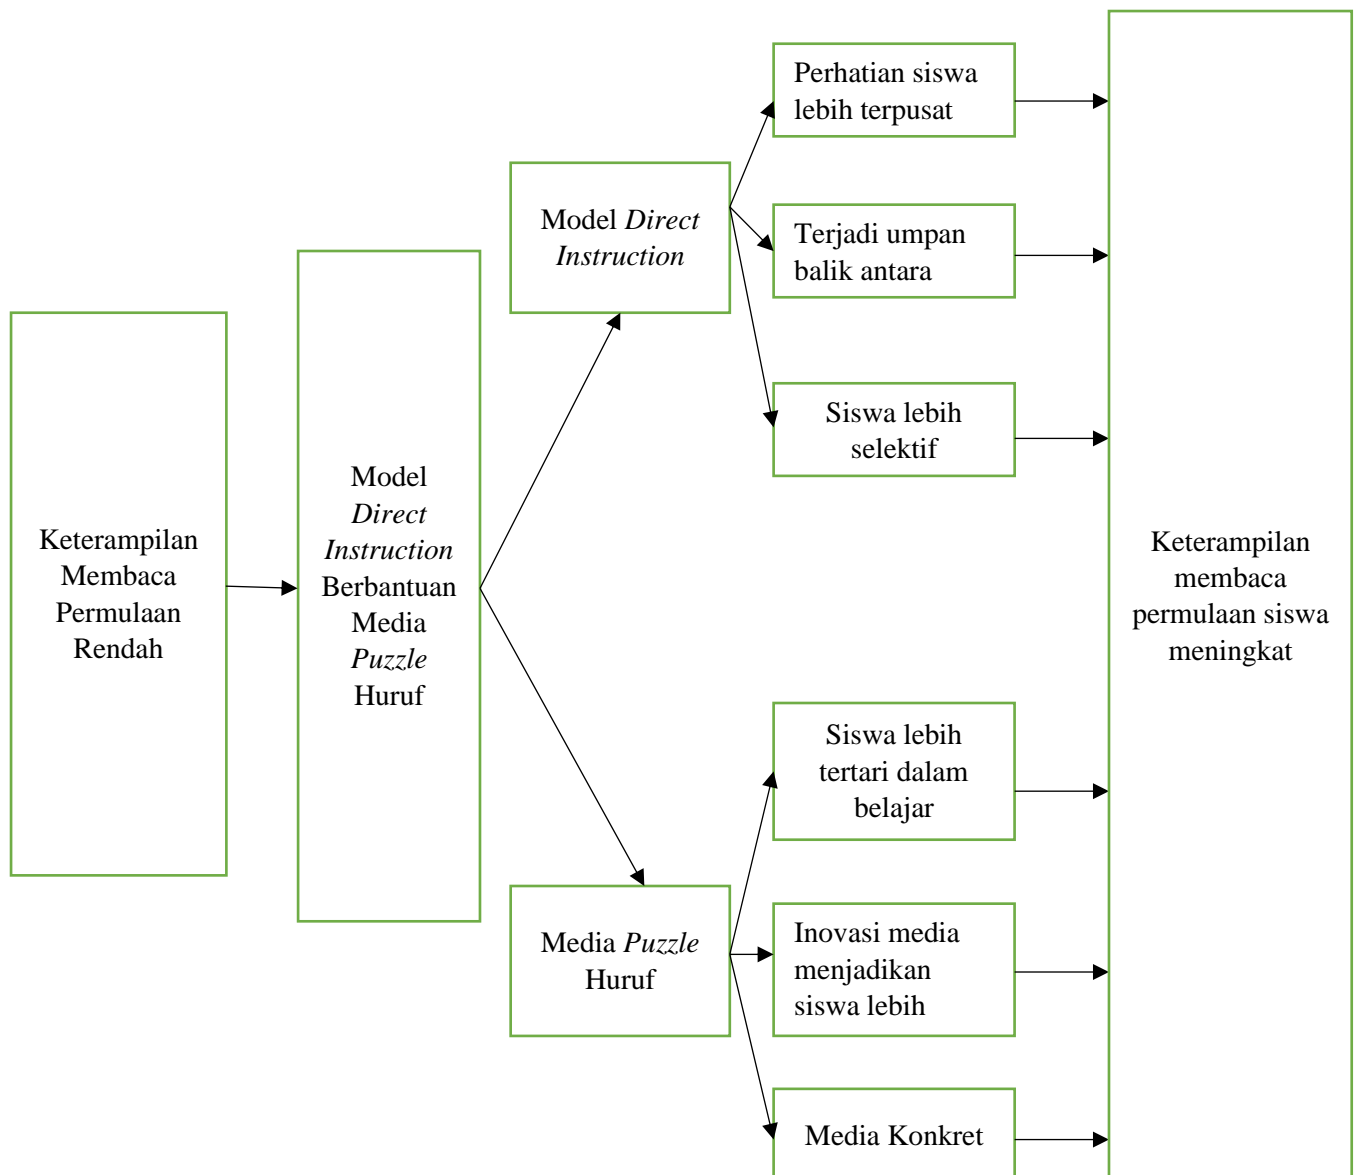 Keterampilan
Membaca
Permulaan
Rendah
Model
Direct
Instruction
Berbantuan
Media
Puzzle
Huruf
Model Direct
Instruction
Perhatian siswa
lebih terpusat
Terjadi umpan
balik antara
Siswa lebih
selektif
Media Puzzle
Huruf
Siswa lebih
tertari dalam
belajar
Inovasi media
menjadikan
siswa lebih
Media Konkret
Keterampilan
membaca
permulaan siswa
meningkat